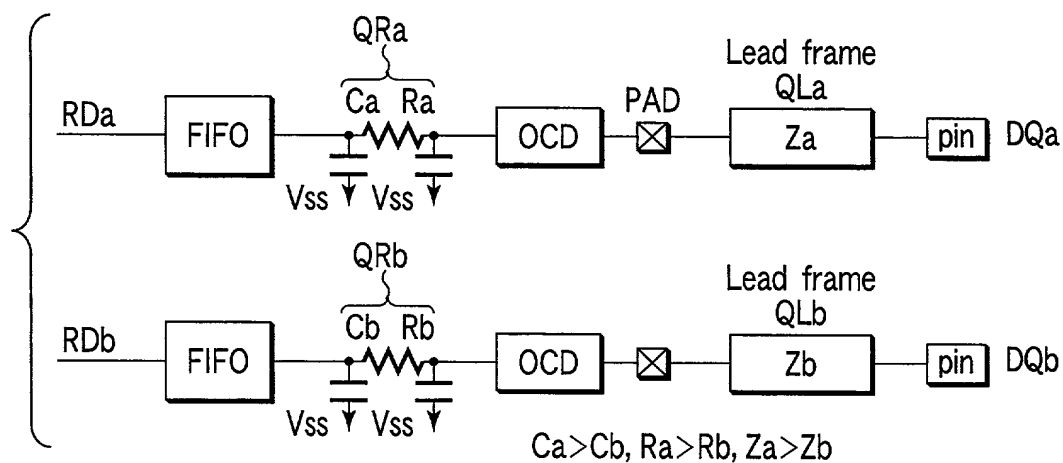 QRa
Lead frame
QLa
Ca Ra
PAD
RDa
FIFO
OCD
Za
pin
DQa
Vss Vss
QRb
Lead frame
QLb
Cb Rb
RDb
FIFO
OCD
Zb
pin
DQb
Vss Vss
Ca>Cb, Ra>Rb, Za>Zb